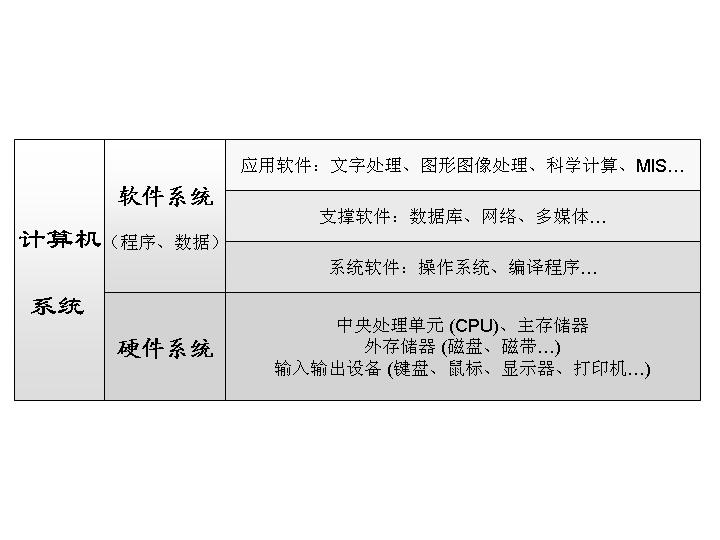 计算机
系统
软件系统
（程序、数据）
硬件系统
应用软件：文字处理、图形图像处理、科学计算、MIS…
支撑软件：数据库、网络、多媒体…
系统软件：操作系统、编译程序…
中央处理单元 (CPU)、主存储器
外存储器 (磁盘、磁带…)
输入输出设备 (键盘、鼠标、显示器、打印机…)